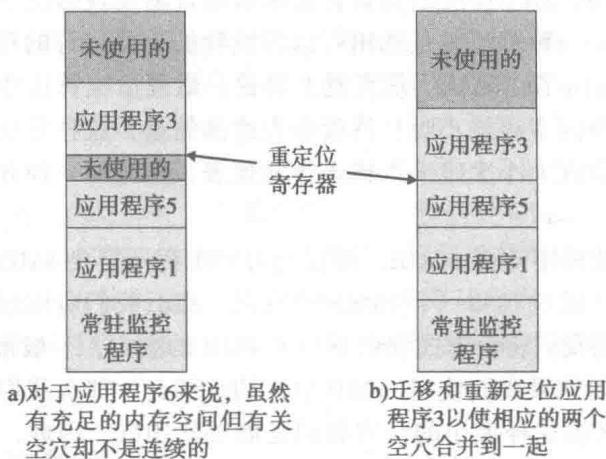 未使用的
应用程序3
未使用的
应用程序5
应用程序1
常驻监控
程序
重定位
寄存器
未使用的
应用程序3
应用程序5
应用程序1
常驻监控
程序
a)对于应用程序6来说，虽然
有充足的内存空间但有关
空穴却不是连续的
b)迁移和重新定位应用
程序3以使相应的两个
空穴合并到一起